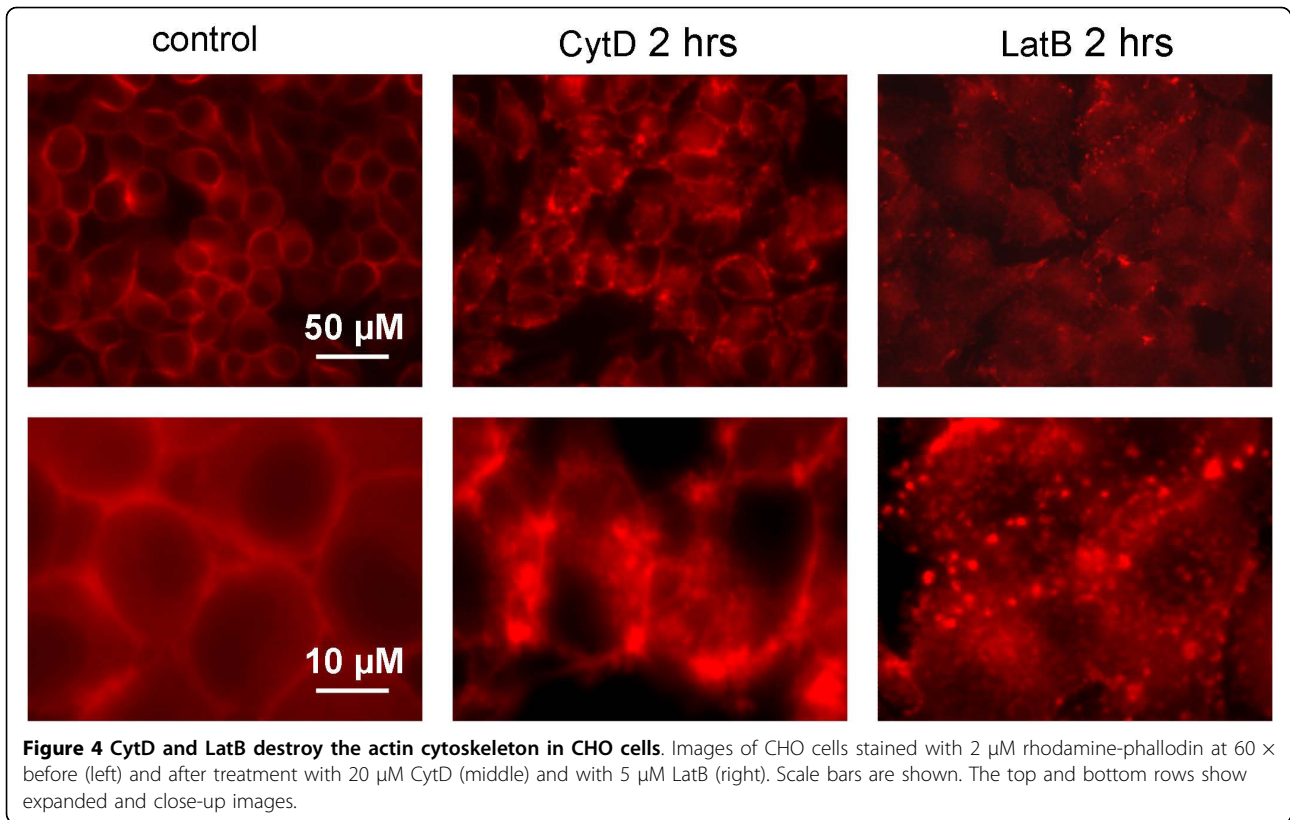 control
CytD 2 hrs
LatB 2 hrs
50 µM
10 µM
Figure 4 CytD and LatB destroy the actin cytoskeleton in CHO cells. Images of CHO cells stained with 2 µM rhodamine-phallodin at 60 ×
before (left) and after treatment with 20 µM CytD (middle) and with 5 µM LatB (right). Scale bars are shown. The top and bottom rows show
expanded and close-up images.